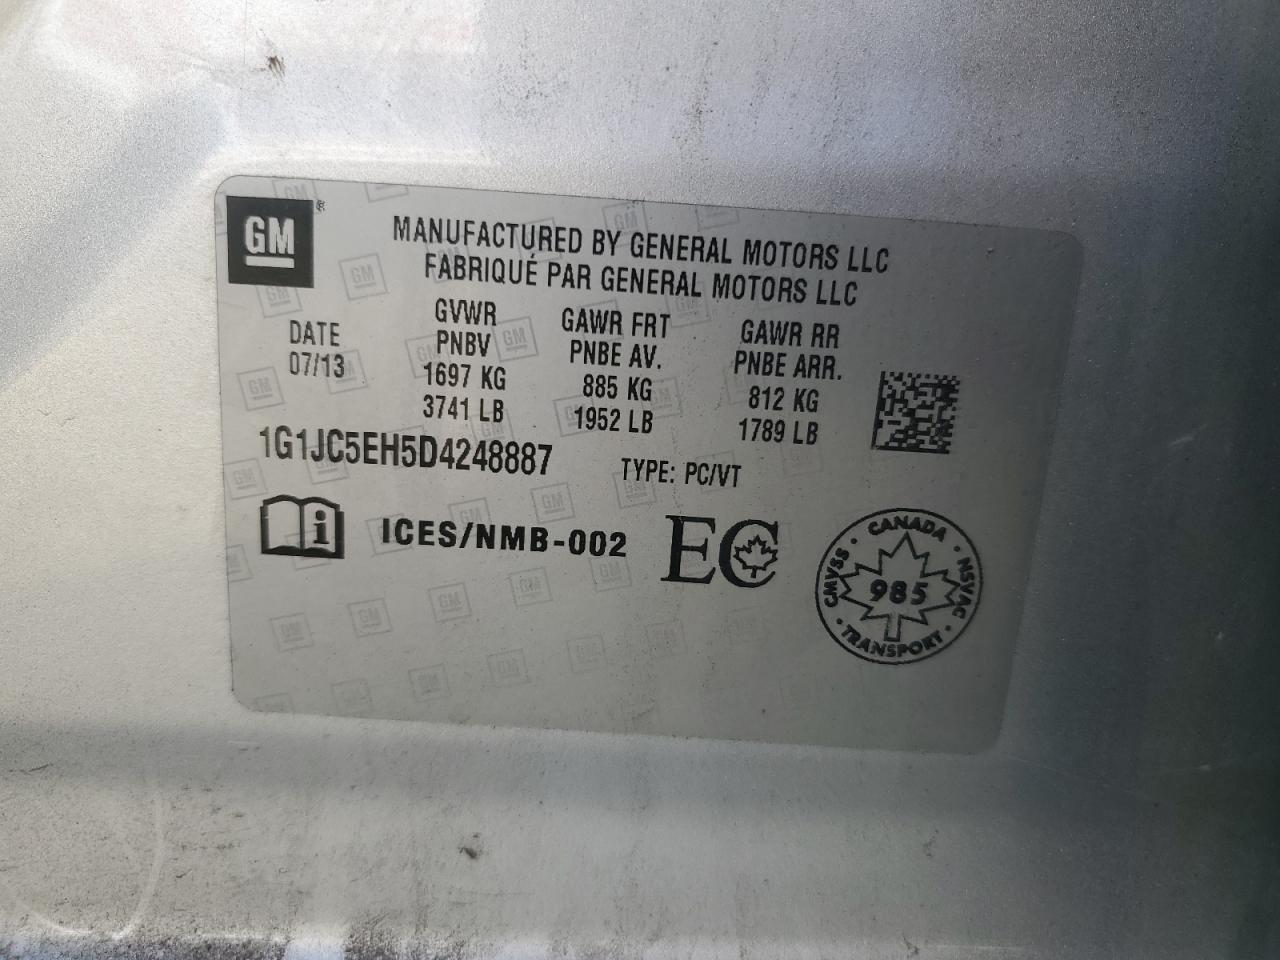 GM®
MANUFACTURED BY GENERAL MOTORS LLC
FABRIQUÉ PAR GENERAL MOTORS LLC
DATE
07/13
GVWR
PNBV
1697 KG
3741 LB
GAWR FRT
PNBE AV.
885 KG
1952 LB
GAWR RR
PNBE ARR.
812 KG
1789 LB
1G1JC5EH5D4248887
TYPE: PC/VT
i
ICES/NMB-002
EC
CANADA
CMVSS · NSVAC
985
TRANSPORT